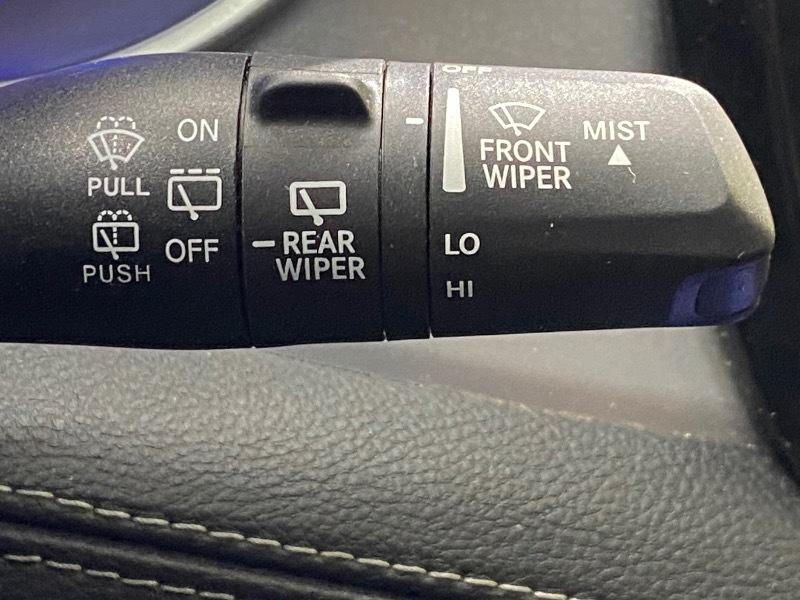 PULL
PUSH
ON
OFF
REAR
WIPER
OFF
FRONT
WIPER
MIST
LO
HI